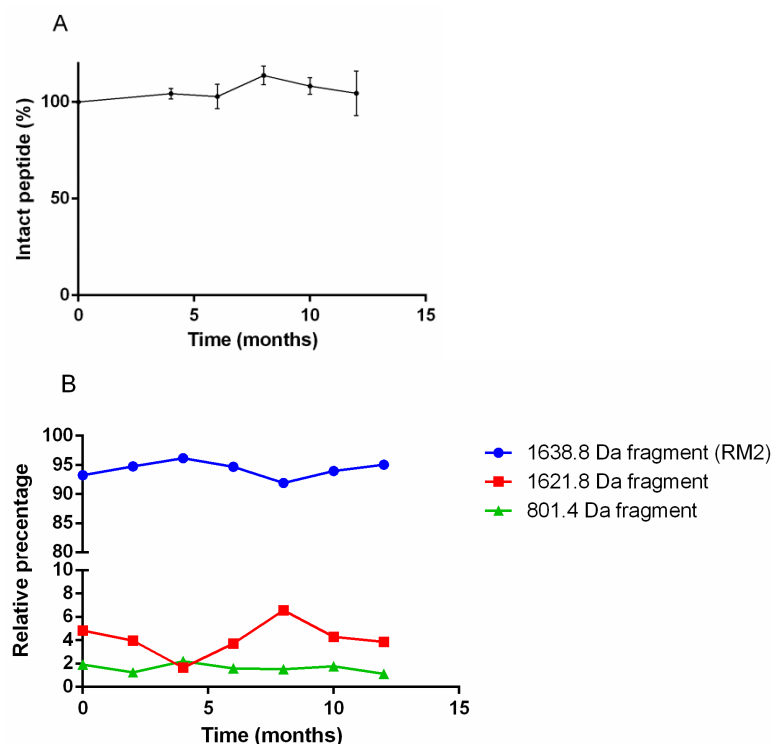 A
Intact peptide (%)
100
50
0
0 5 10 15
Time (months)
B
Relative precentage
100
95
90
85
80
10
8
6
4
2
0
0 5 10 15
Time (months)
1638.8 Da fragment (RM2)
1621.8 Da fragment
801.4 Da fragment